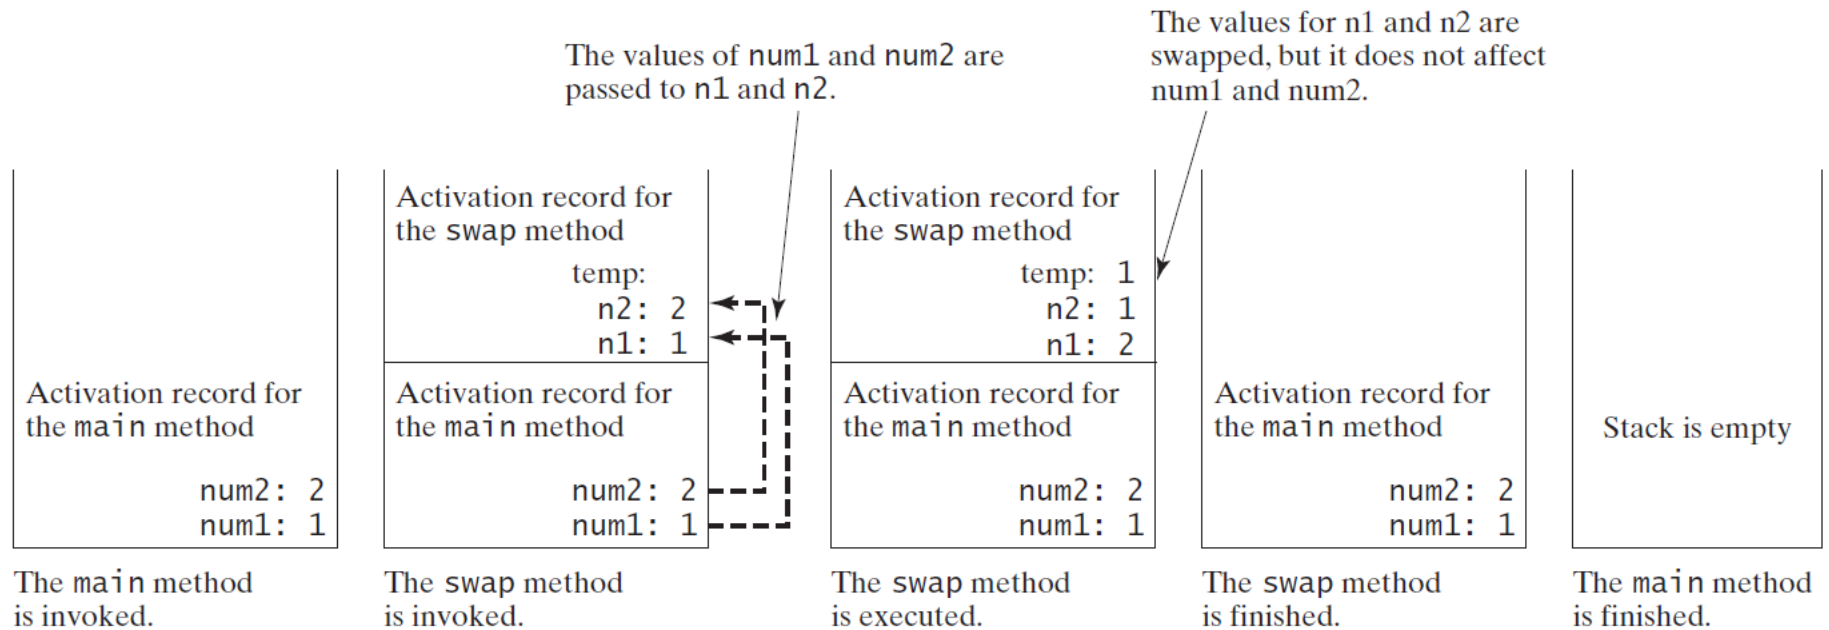 The values of num1 and num2 are
passed to n1 and n2.
The values for n1 and n2 are
swapped, but it does not affect
num1 and num2.
Activation record for
the main method
num2: 2
num1: 1
The main method
is invoked.
Activation record for
the swap method
temp:
n2: 2
n1: 1
Activation record for
the main method
num2: 2
num1: 1
The swap method
is invoked.
Activation record for
the swap method
temp: 1
n2: 1
n1: 2
Activation record for
the main method
num2: 2
num1: 1
The swap method
is executed.
Activation record for
the main method
num2: 2
num1: 1
The swap method
is finished.
Stack is empty
The main method
is finished.